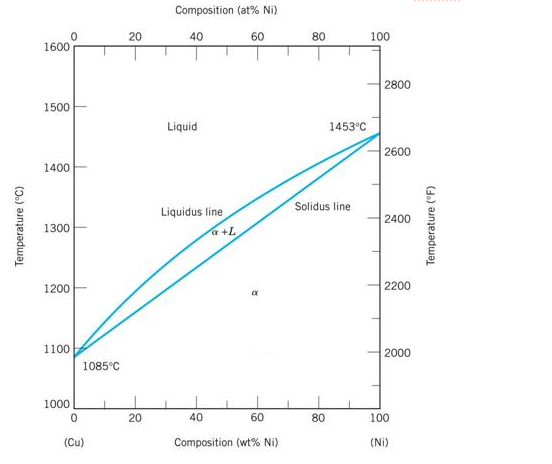 Composition (at% Ni)
0 20 40 60 80 100
1600
2800
1500
Liquid
1453°C
2600
1400
Temperature (°C)
Temperature (°F)
Solidus line
Liquidus line
2400
1300
α +L
1200
α
2200
1100
2000
1085°C
1000
0 20 40 60 80 100
(Cu) Composition (wt% Ni) (Ni)